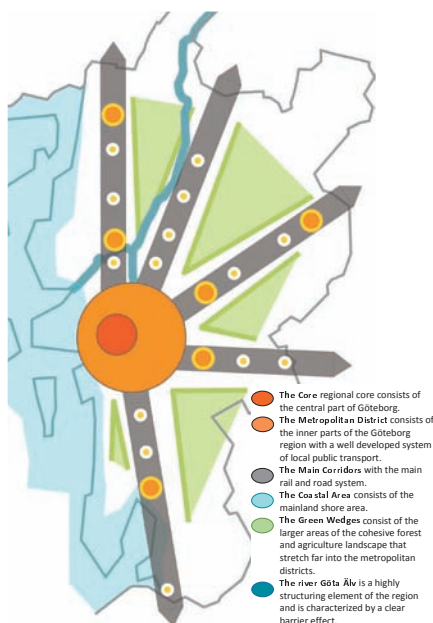 The Core regional core consists of
the central part of Göteborg.
The Metropolitan District consists of
the inner parts of the Göteborg
region with a well developed system
of local public transport.
The Main Corridors with the main
rail and road system.
The Coastal Area consists of the
mainland shore area.
The Green Wedges consist of the
larger areas of the cohesive forest
and agriculture landscape that
stretch far into the metropolitan
districts.
The river Göta Älv is a highly
structuring element of the region
and is characterized by a clear
barrier effect